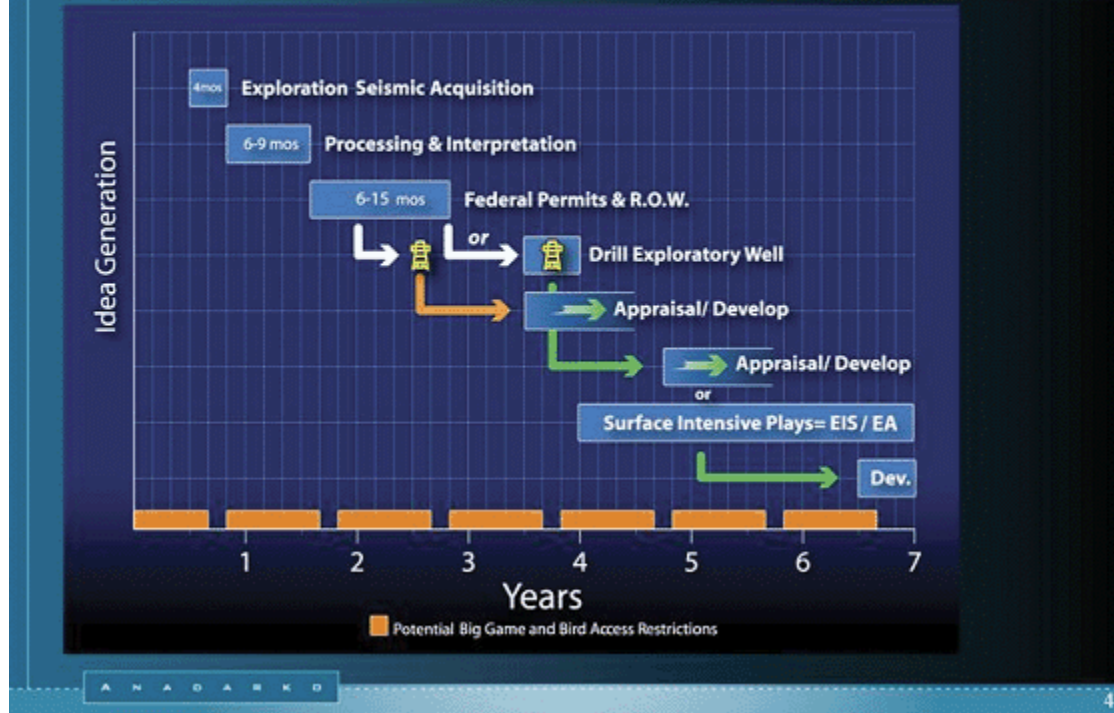 4mos Exploration Seismic Acquisition
6-9 mos Processing & Interpretation
6-15 mos Federal Permits & R.O.W.
or
Drill Exploratory Well
Appraisal/ Develop
Appraisal/ Develop
or
Surface Intensive Plays= EIS / EA
Dev.
Idea Generation
1 2 3 4 5 6 7
Years
Potential Big Game and Bird Access Restrictions
ANADARKO
4